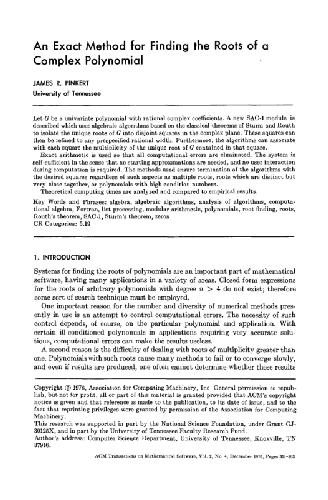 An Exact Method for Finding the Roots of a
Complex Polynomial
JAMES R. PINKERT
University of Tennessee
Let G be a univariate polynomial with rational complex coefficients. A new SAC-1 module is
described which uses algebraic algorithms based on the classical theorems of Sturm and Routh
to isolate the unique roots of G into disjoint squares in the complex plane. These squares can
then be refined to any prespecified rational width. Furthermore, the algorithms can associate
with each square the multiplicity of the unique root of G contained in that square.
Exact arithmetic is used so that all computational errors are eliminated. The system is
self-sufficient in the sense that no starting approximations are needed, and no user interaction
during computation is required. The methods used ensure termination of the algorithms with
the desired squares regardless of such aspects as multiple roots, roots which are distinct but
very close together, or polynomials with high condition numbers.
Theoretical computing times are analyzed and compared to empirical results.
Key Words and Phrases: algebra, algebraic algorithms, analysis of algorithms, computer
algebra, Fortran, list processing, modular arithmetic, polynomials, root finding, roots,
Routh's theorem, SAC-1, Sturm's theorem, zeros
CR Categories: 5.10
1. INTRODUCTION
Systems for finding the roots of polynomials are an important part of mathematical
software, having many applications in a variety of areas. Closed form expressions
for the roots of arbitrary polynomials with degree n > 4 do not exist; therefore
some sort of search technique must be employed.
One important reason for the number and diversity of numerical methods pres-
ently in use is an attempt to control computational errors. The necessity of such
control depends, of course, on the particular polynomial and application. With
certain ill-conditioned polynomials in applications requiring very accurate solu-
tions, computational errors can make the results useless.
A second reason is the difficulty of dealing with roots of multiplicity greater than
one. Polynomials with such roots cause many methods to fail or to converge slowly,
and even if results are produced, one often cannot determine whether these results
Copyright © 1976, Association for Computing Machinery, Inc. General permission to repub-
lish, but not for profit, all or part of this material is granted provided that ACM's copyright
notice is given and that reference is made to the publication, to its date of issue, and to the
fact that reprinting privileges were granted by permission of the Association for Computing
Machinery.
This research was supported in part by the National Science Foundation, under Grant GJ-
and in part by the University of Tennessee Faculty Research Fund.
Author's address: Computer Science Department, University of Tennessee, Knoxville, TN
37916.
ACM Transactions on Mathematical Software, Vol. 2, No. 4, December 1976, Pages